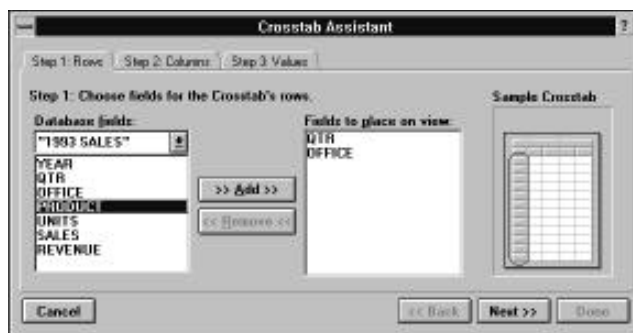 Crosstab Assistant
?
Step 1: Rows
Step 2: Columns
Step 3: Values
Step 1: Choose fields for the Crosstab's rows.
Sample Crosstab
Database fields:
"1993 SALES"
YEAR
QTR
OFFICE
PRODUCT
UNITS
SALES
REVENUE
>> Add >>
<< Remove <<
Fields to place on view:
QTR
OFFICE
Cancel
<< Back
Next >>
Done